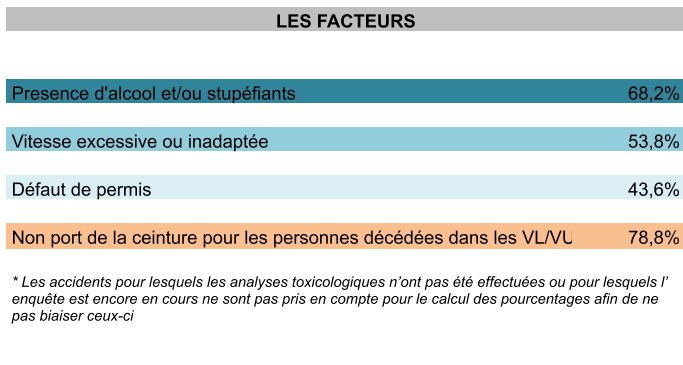 LES FACTEURS
Presence d'alcool et/ou stupéfiants 68,2%
Vitesse excessive ou inadaptée 53,8%
Défaut de permis 43,6%
Non port de la ceinture pour les personnes décédées dans les VL/VU 78,8%
* Les accidents pour lesquels les analyses toxicologiques n’ont pas été effectuées ou pour lesquels l’
enquête est encore en cours ne sont pas pris en compte pour le calcul des pourcentages afin de ne
pas biaiser ceux-ci